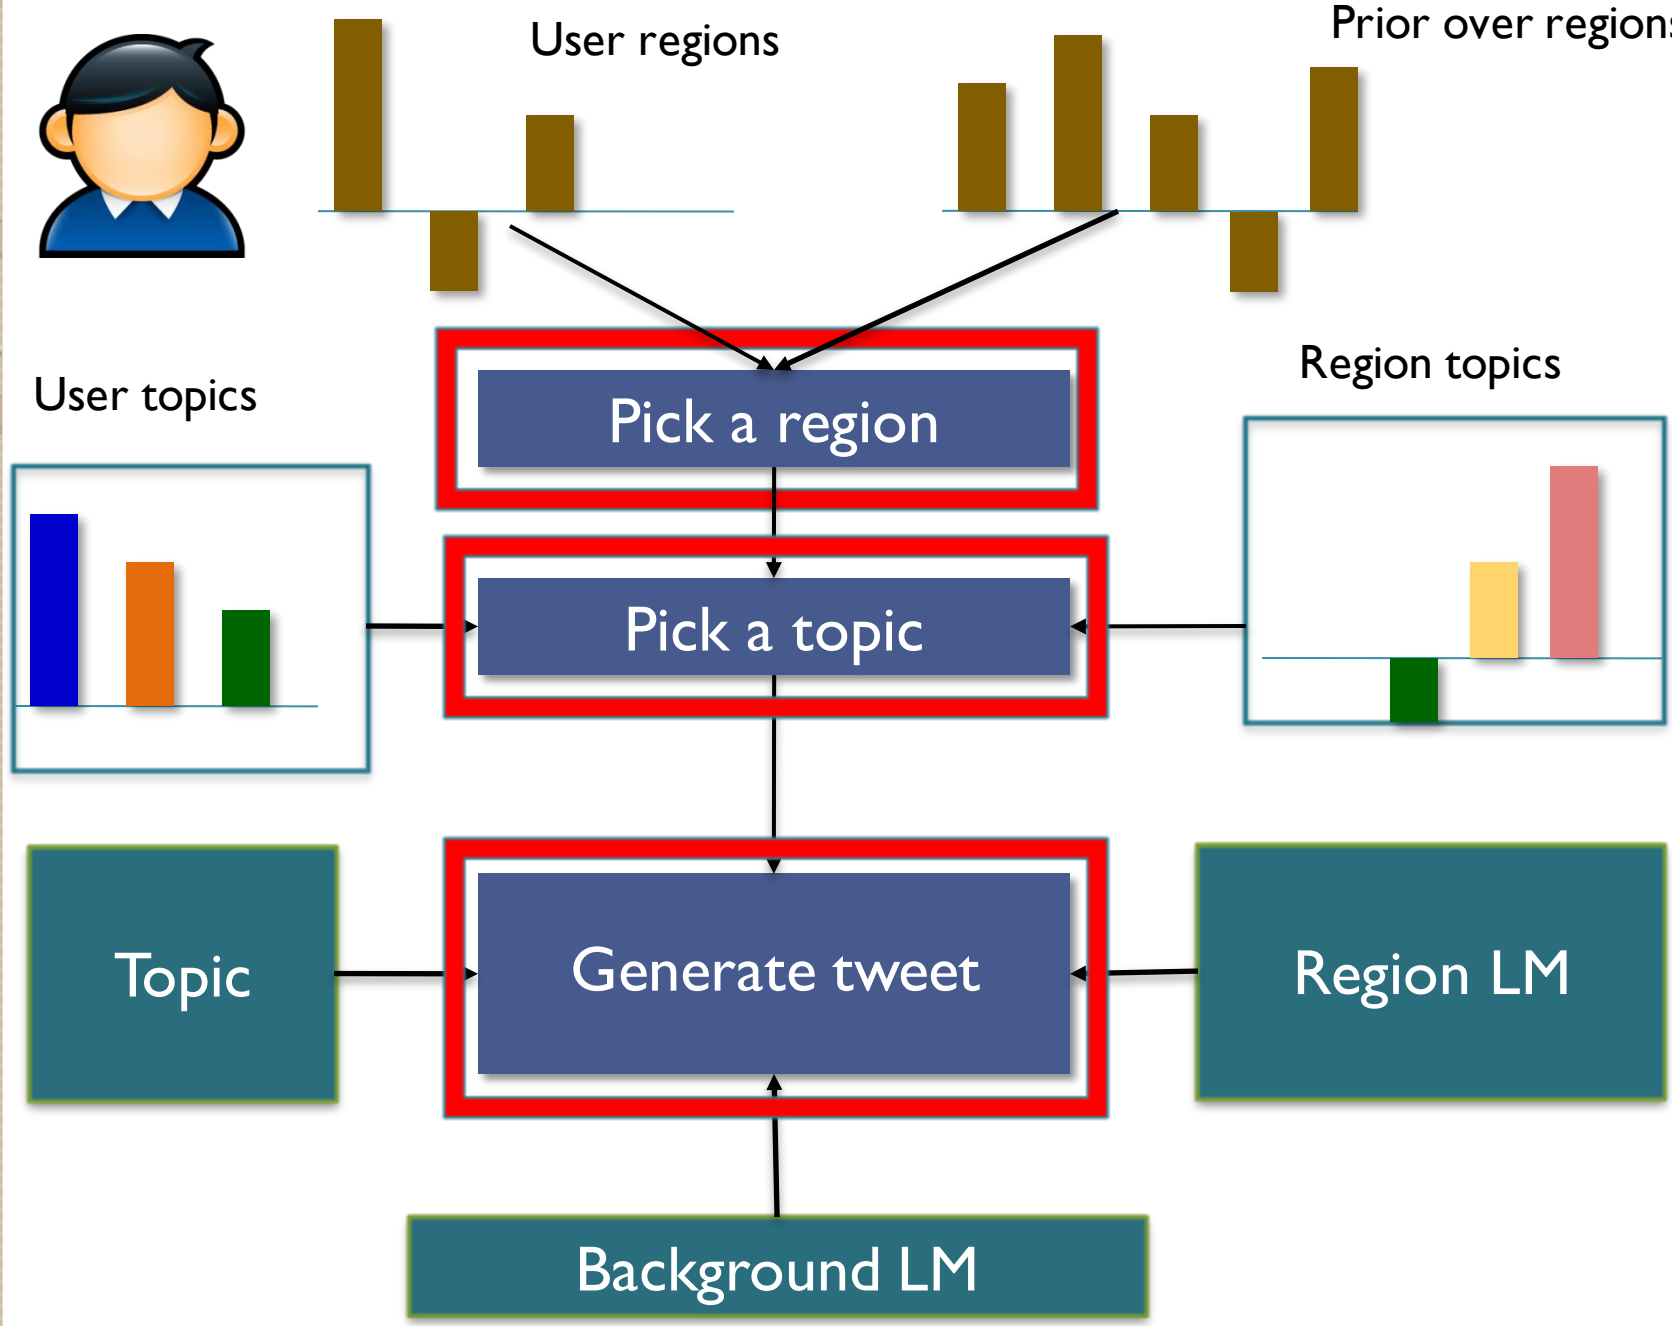 User regions
Prior over regions
Pick a region
Region topics
User topics
Pick a topic
Topic
Generate tweet
Region LM
Background LM